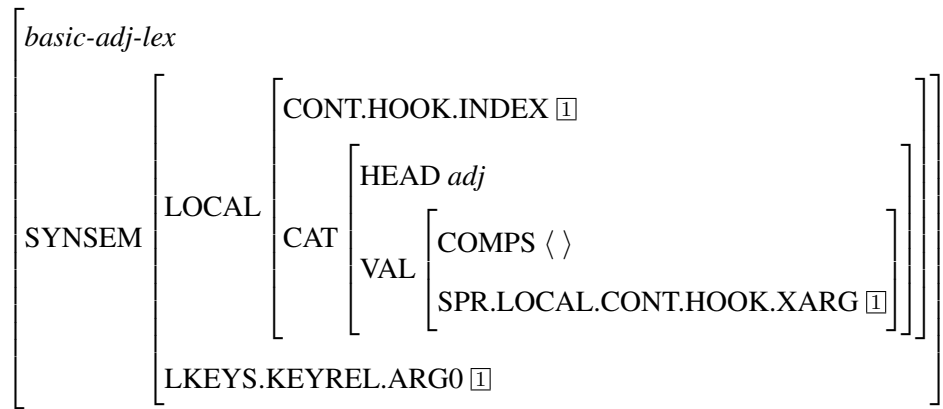 basic-adj-lex
CONT.HOOK.INDEX 1
HEAD adj
LOCAL
COMPS ⟨ ⟩
SYNSEM
CAT
VAL
SPR.LOCAL.CONT.HOOK.XARG 1
LKEYS.KEYREL.ARG0 1